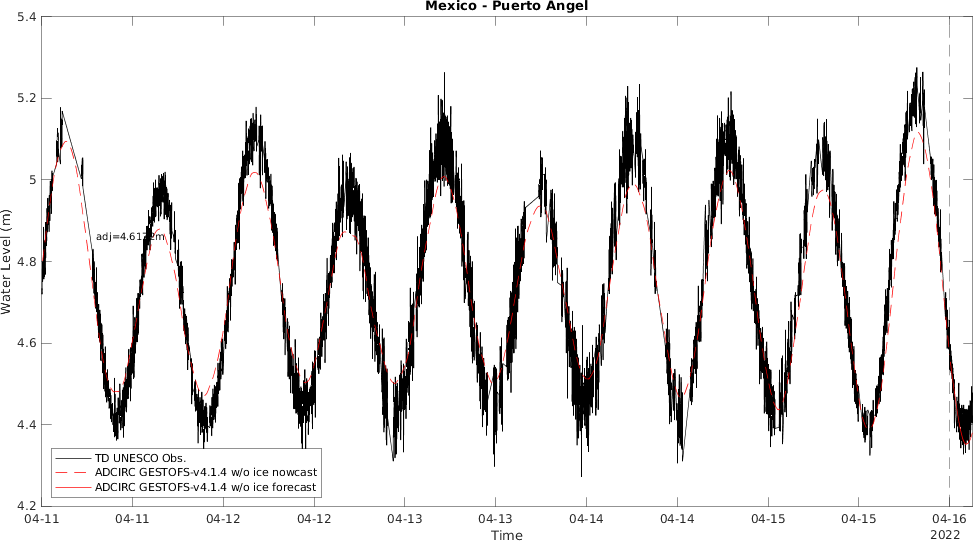 Mexico - Puerto Angel
5.4
5.2
5
4.8
4.6
4.4
4.2
Water Level (m)
TD UNESCO Obs.
ADCIRC GESTOFS-v4.1.4 w/o ice nowcast
ADCIRC GESTOFS-v4.1.4 w/o ice forecast
04-11 04-11 04-12 04-12 04-13 04-13 04-14 04-14 04-15 04-15 04-16
Time
2022